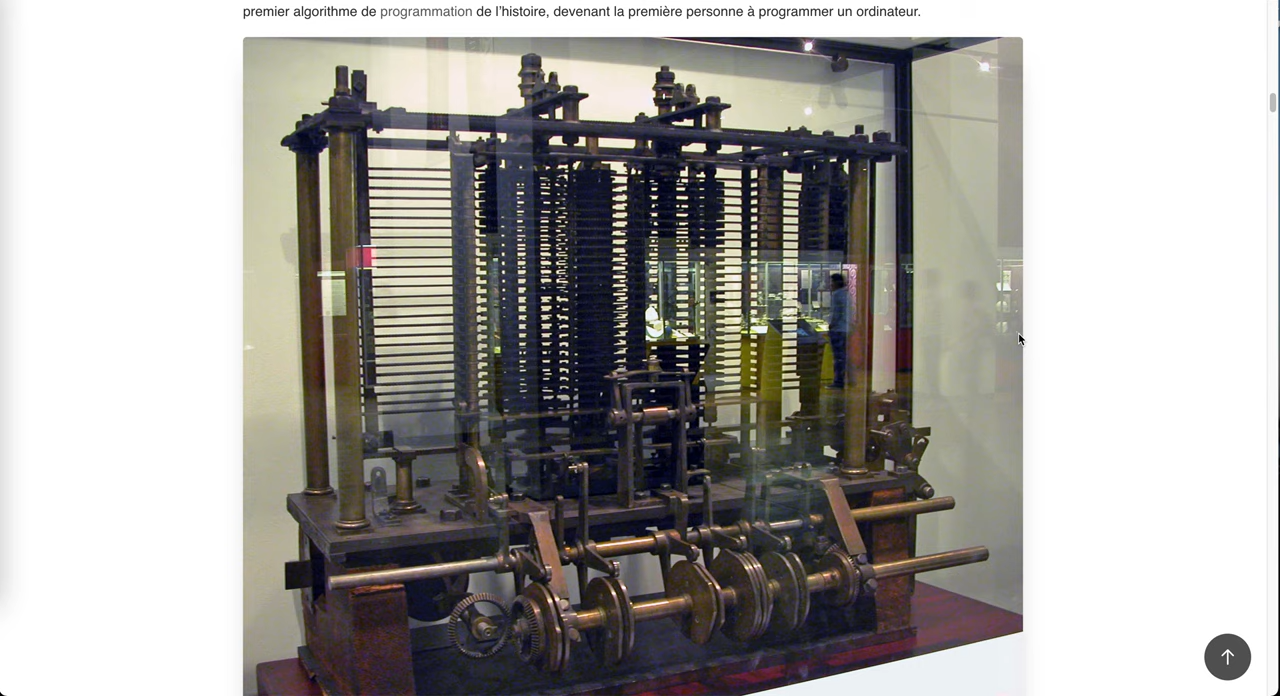 premier algorithme de programmation de l’histoire, devenant la première personne à programmer un ordinateur.